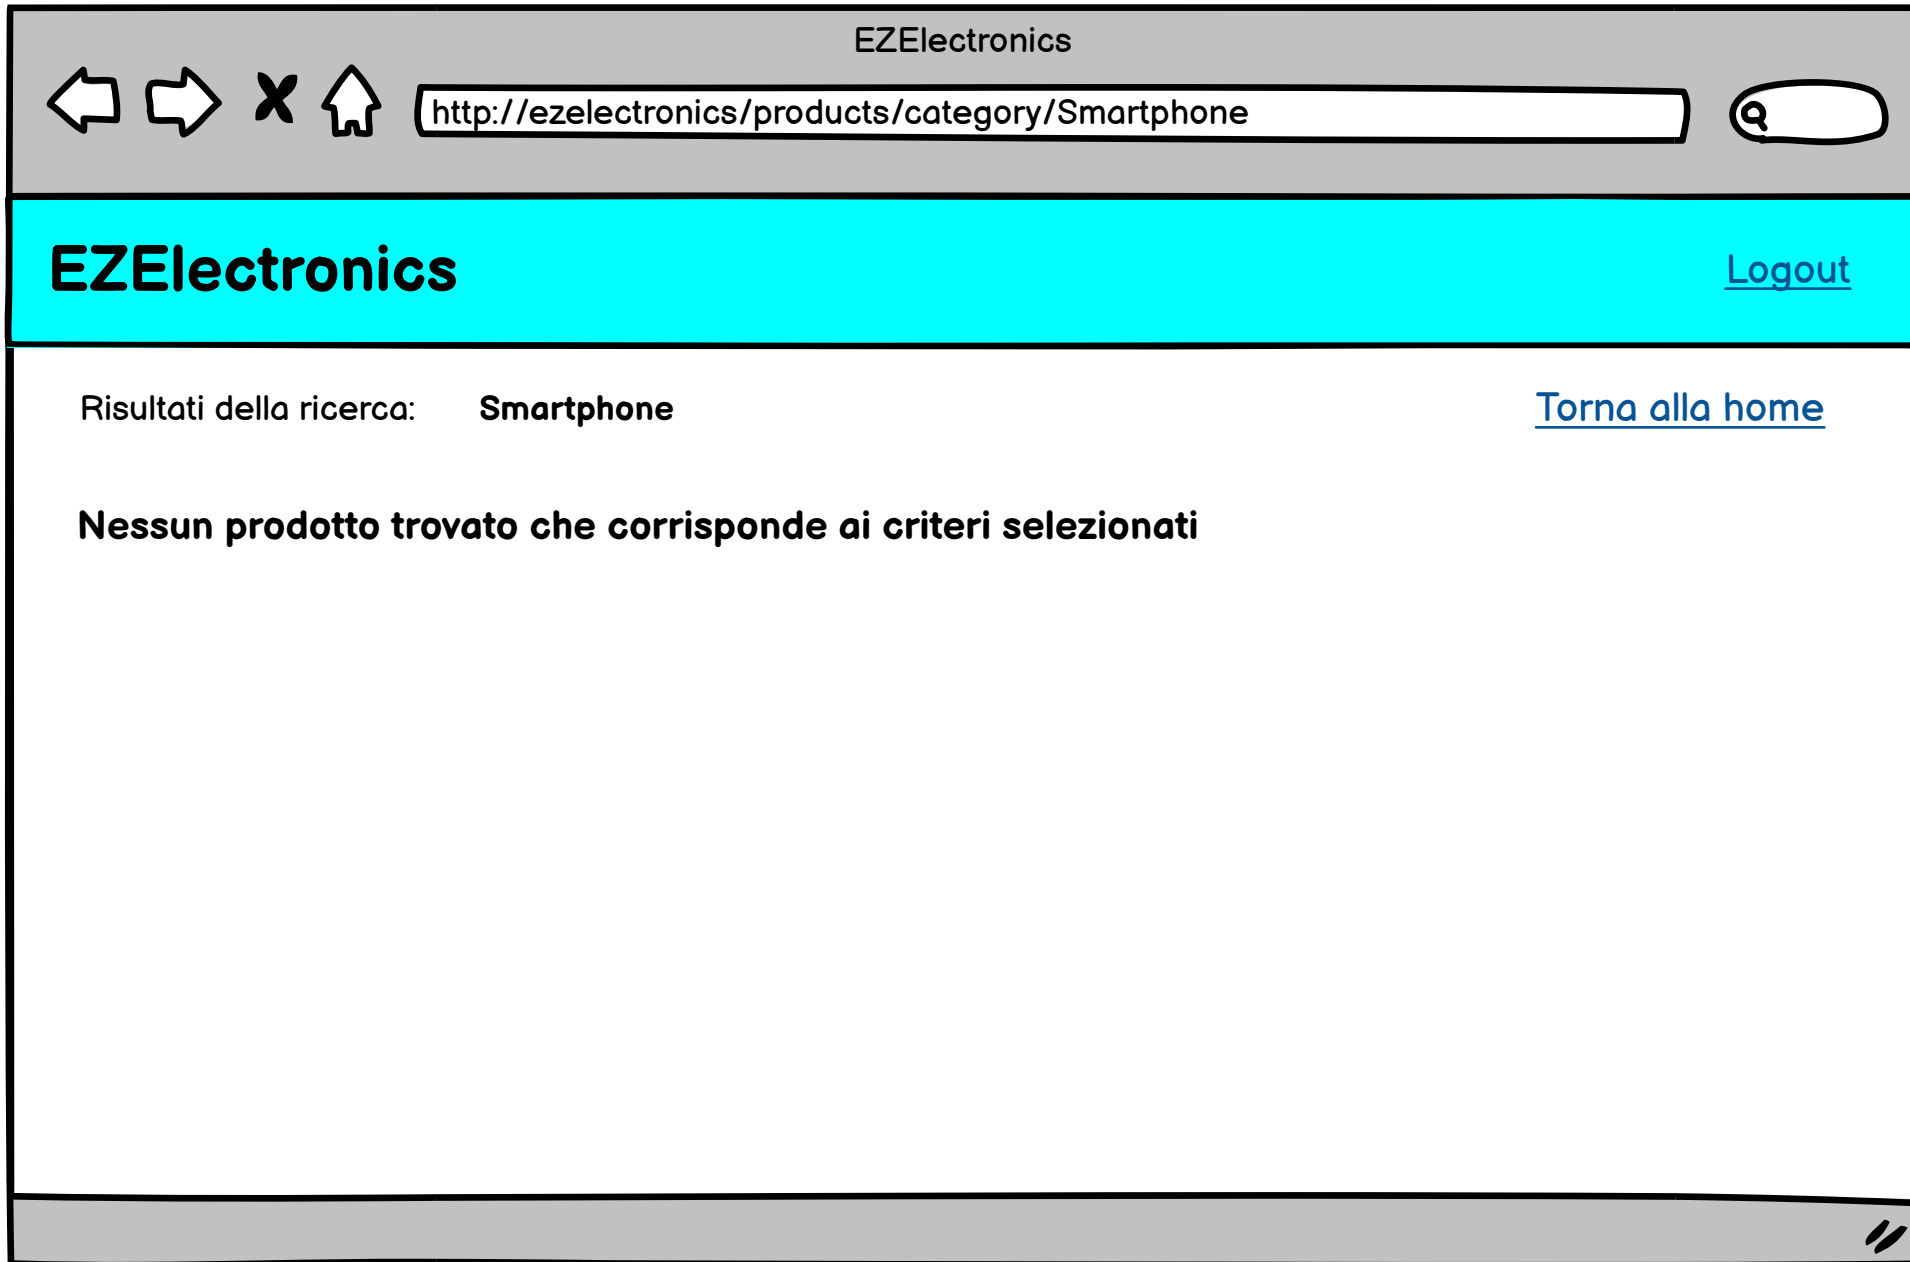 EZElectronics
http://ezelectronics/products/category/Smartphone
EZElectronics
Logout
Risultati della ricerca: Smartphone
Torna alla home
Nessun prodotto trovato che corrisponde ai criteri selezionati